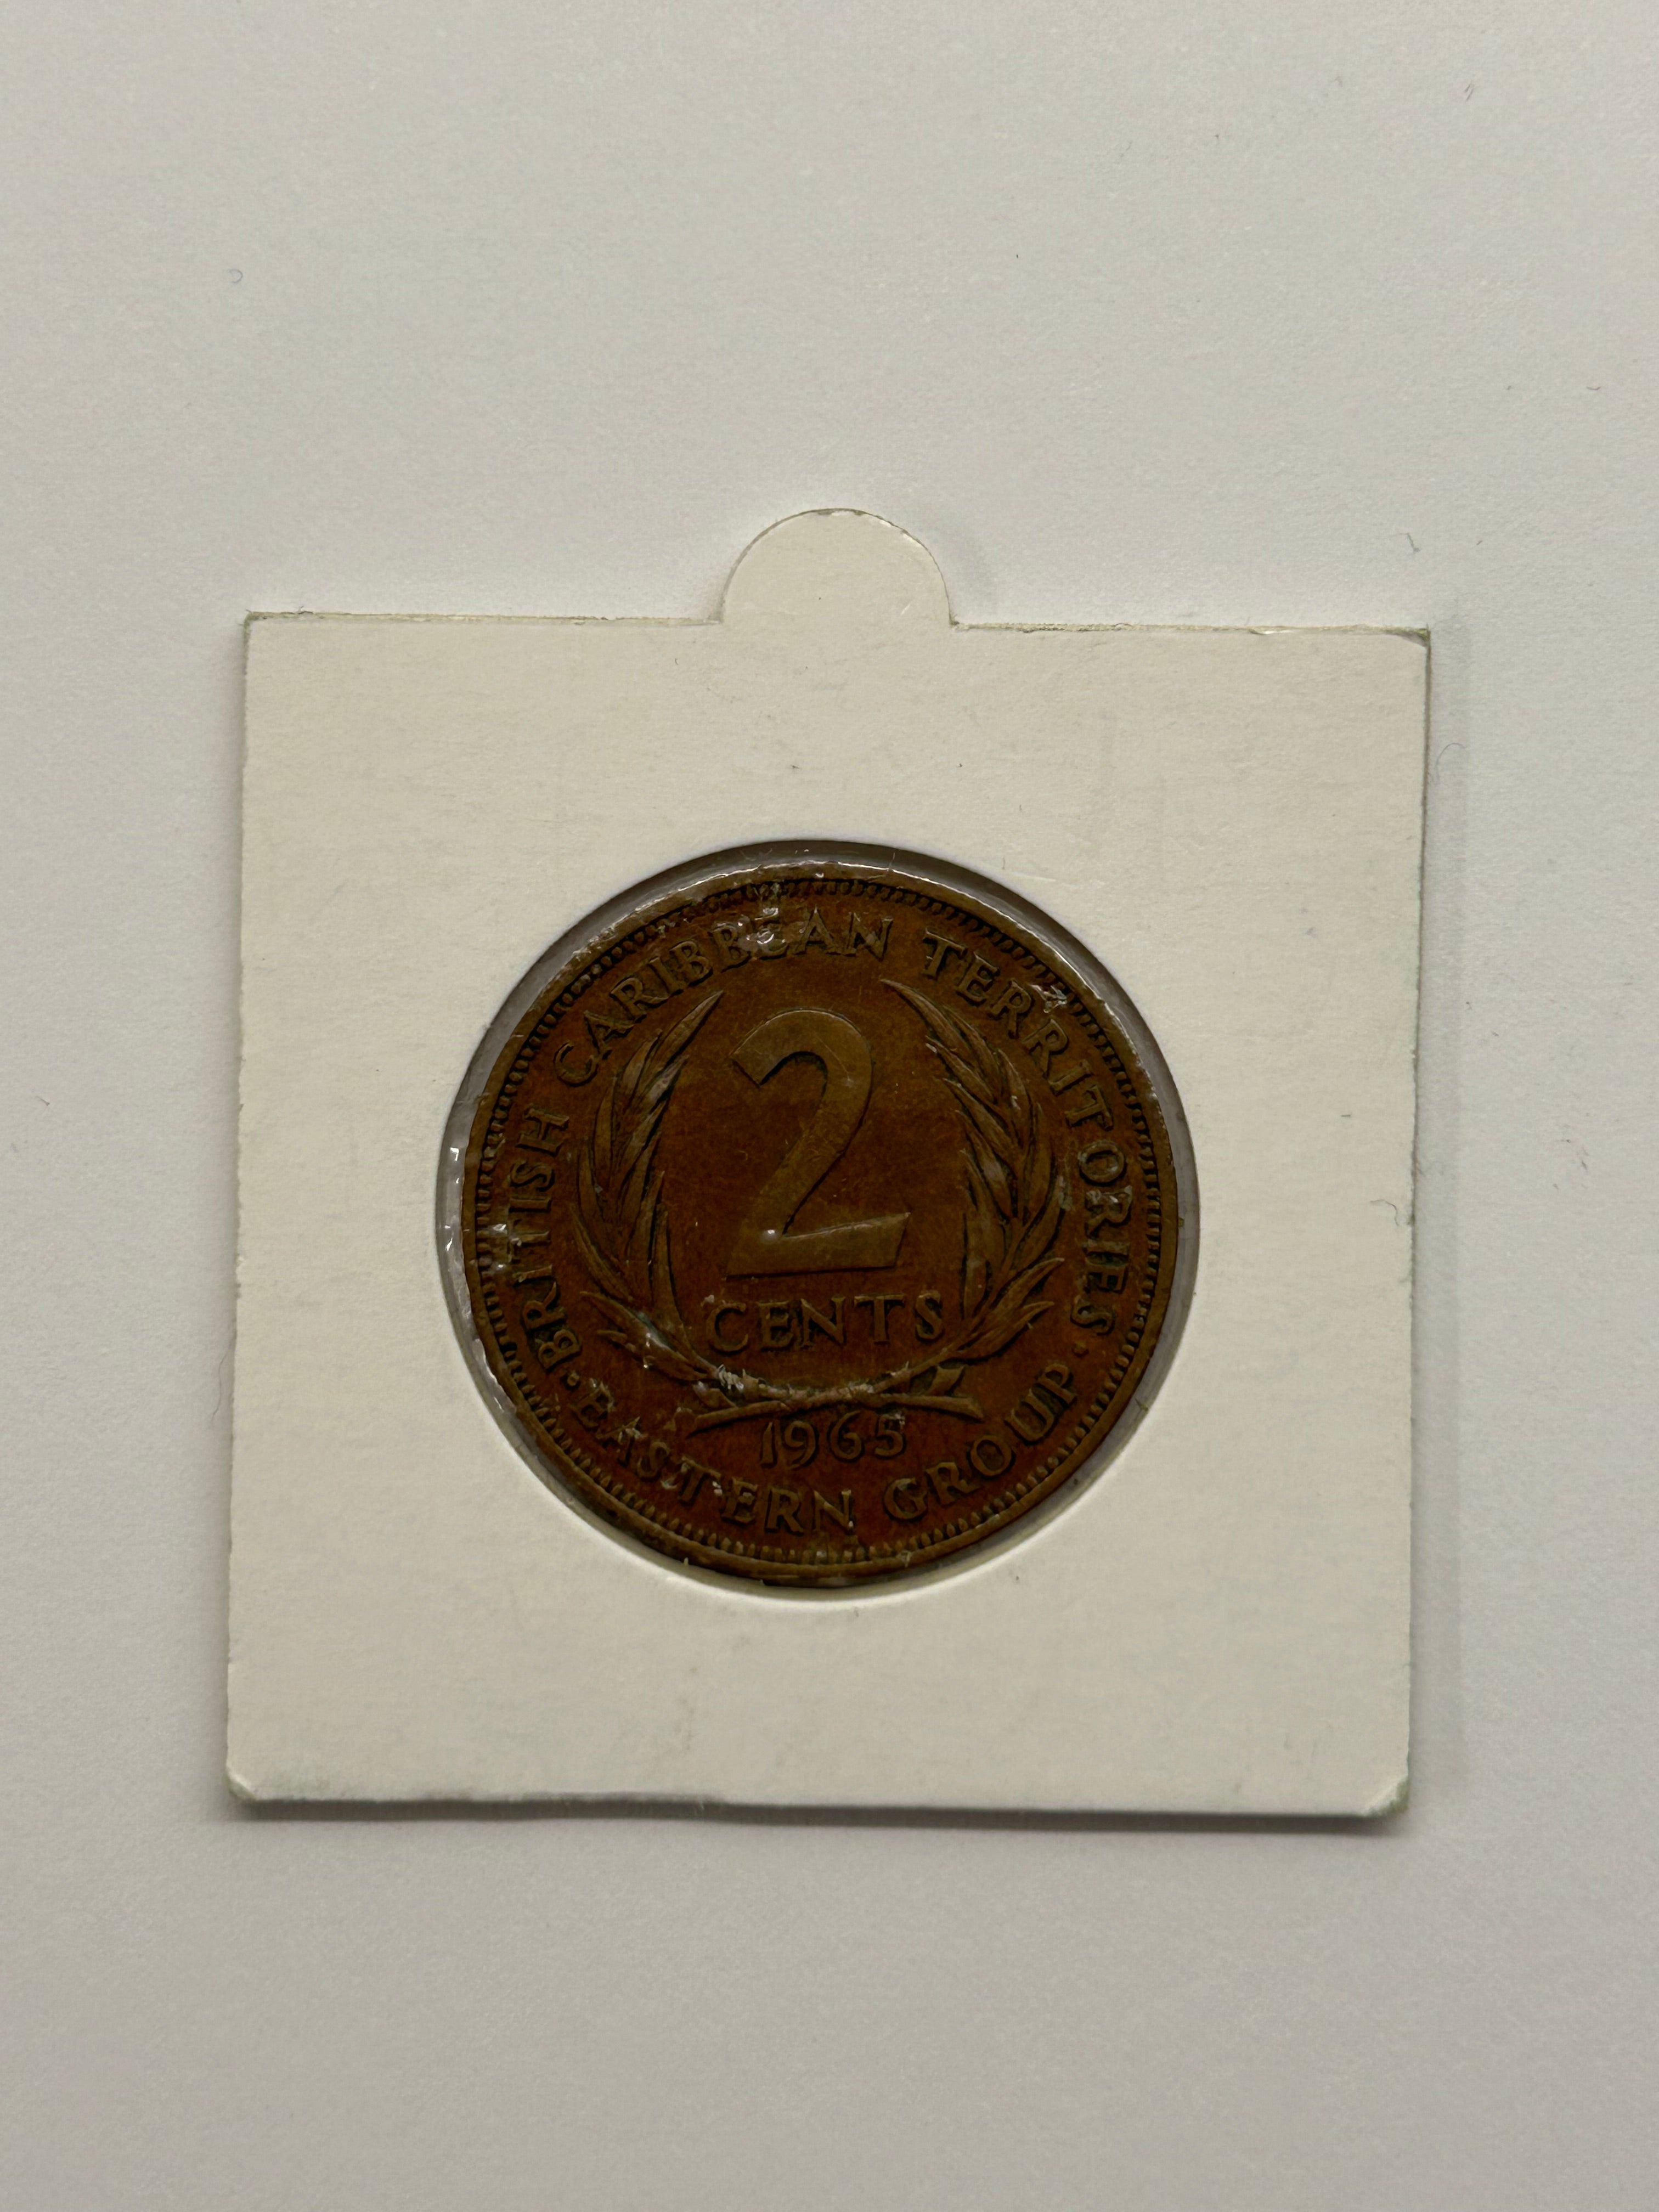 BRITISH CARIBBEAN TERRITORIES
2
CENTS
1965
· EASTERN GROUP ·